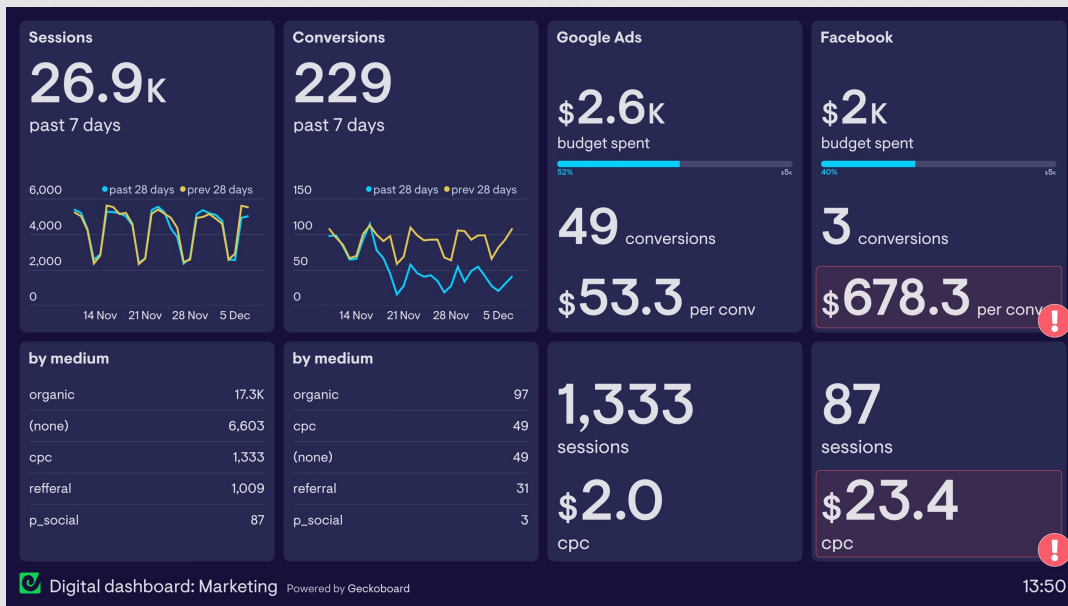 Sessions
26.9K
past 7 days
6,000
past 28 days prev 28 days
4,000
2,000
0
14 Nov 21 Nov 28 Nov 5 Dec
Conversions
229
past 7 days
150
past 28 days prev 28 days
100
50
0
14 Nov 21 Nov 28 Nov 5 Dec
Google Ads
$2.6K
budget spent
52% $5K
49 conversions
$53.3 per conv
Facebook
$2K
budget spent
40% $5K
3 conversions
$678.3 per conv
!
by medium
organic 17.3K
(none) 6,603
cpc 1,333
refferal 1,009
p_social 87
by medium
organic 97
cpc 49
(none) 49
referral 31
p_social 3
1,333
sessions
$2.0
cpc
87
sessions
$23.4
cpc
!
Digital dashboard: Marketing Powered by Geckoboard
13:50